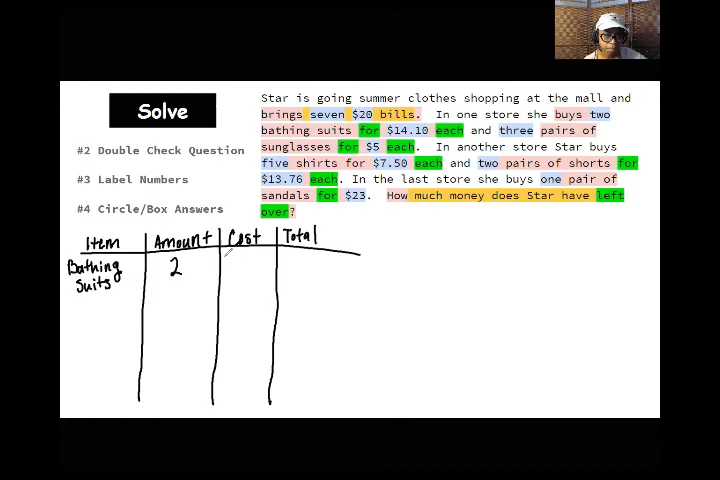 Solve
#2 Double Check Question
#3 Label Numbers
#4 Circle/Box Answers
Star is going summer clothes shopping at the mall and
brings seven $20 bills. In one store she buys two
bathing suits for $14.10 each and three pairs of
sunglasses for $5 each. In another store Star buys
five shirts for $7.50 each and two pairs of shorts for
$13.76 each. In the last store she buys one pair of
sandals for $23. How much money does Star have left
over?
Item Amount Cost Total
Bathing 2
Suits